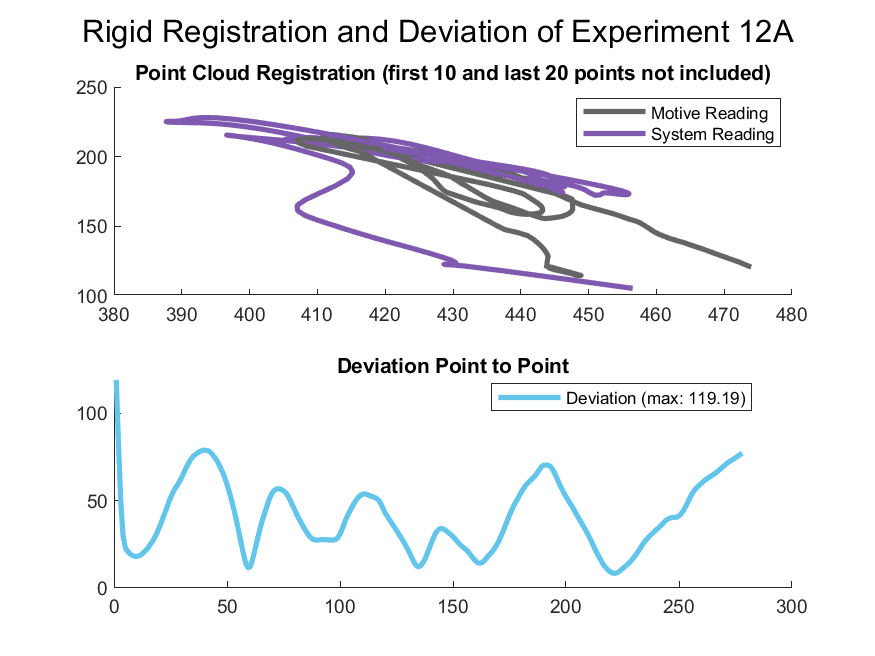 Rigid Registration and Deviation of Experiment 12A
Point Cloud Registration (first 10 and last 20 points not included)
250
200
150
100
Motive Reading
System Reading
380 390 400 410 420 430 440 450 460 470 480
Deviation Point to Point
Deviation (max: 119.19)
100
50
0
0 50 100 150 200 250 300